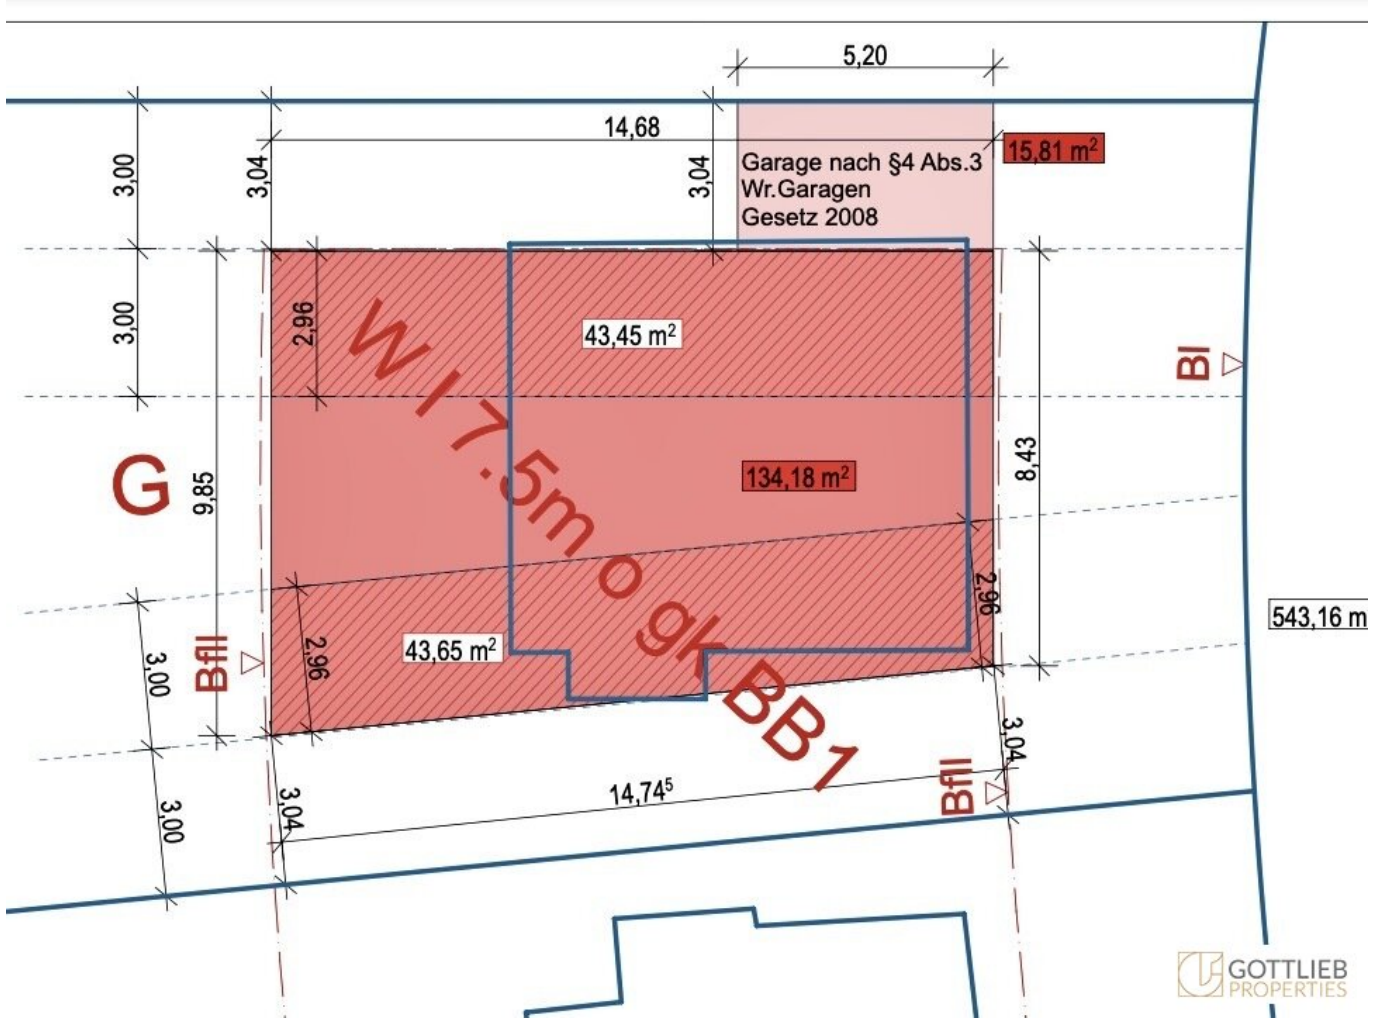 5,20
14,68
15,81 m²
3,00
3,04
3,04
Garage nach §4 Abs.3
Wr.Garagen
Gesetz 2008
3,00
2,96
43,45 m²
W I 7.5m o gk BB1
Bl
G
9,85
134,18 m²
8,43
2,96
543,16 m
Bfll
3,00
2,96
43,65 m²
3,04
Bfll
3,00
3,04
14,74⁵
GOTTLIEB
PROPERTIES